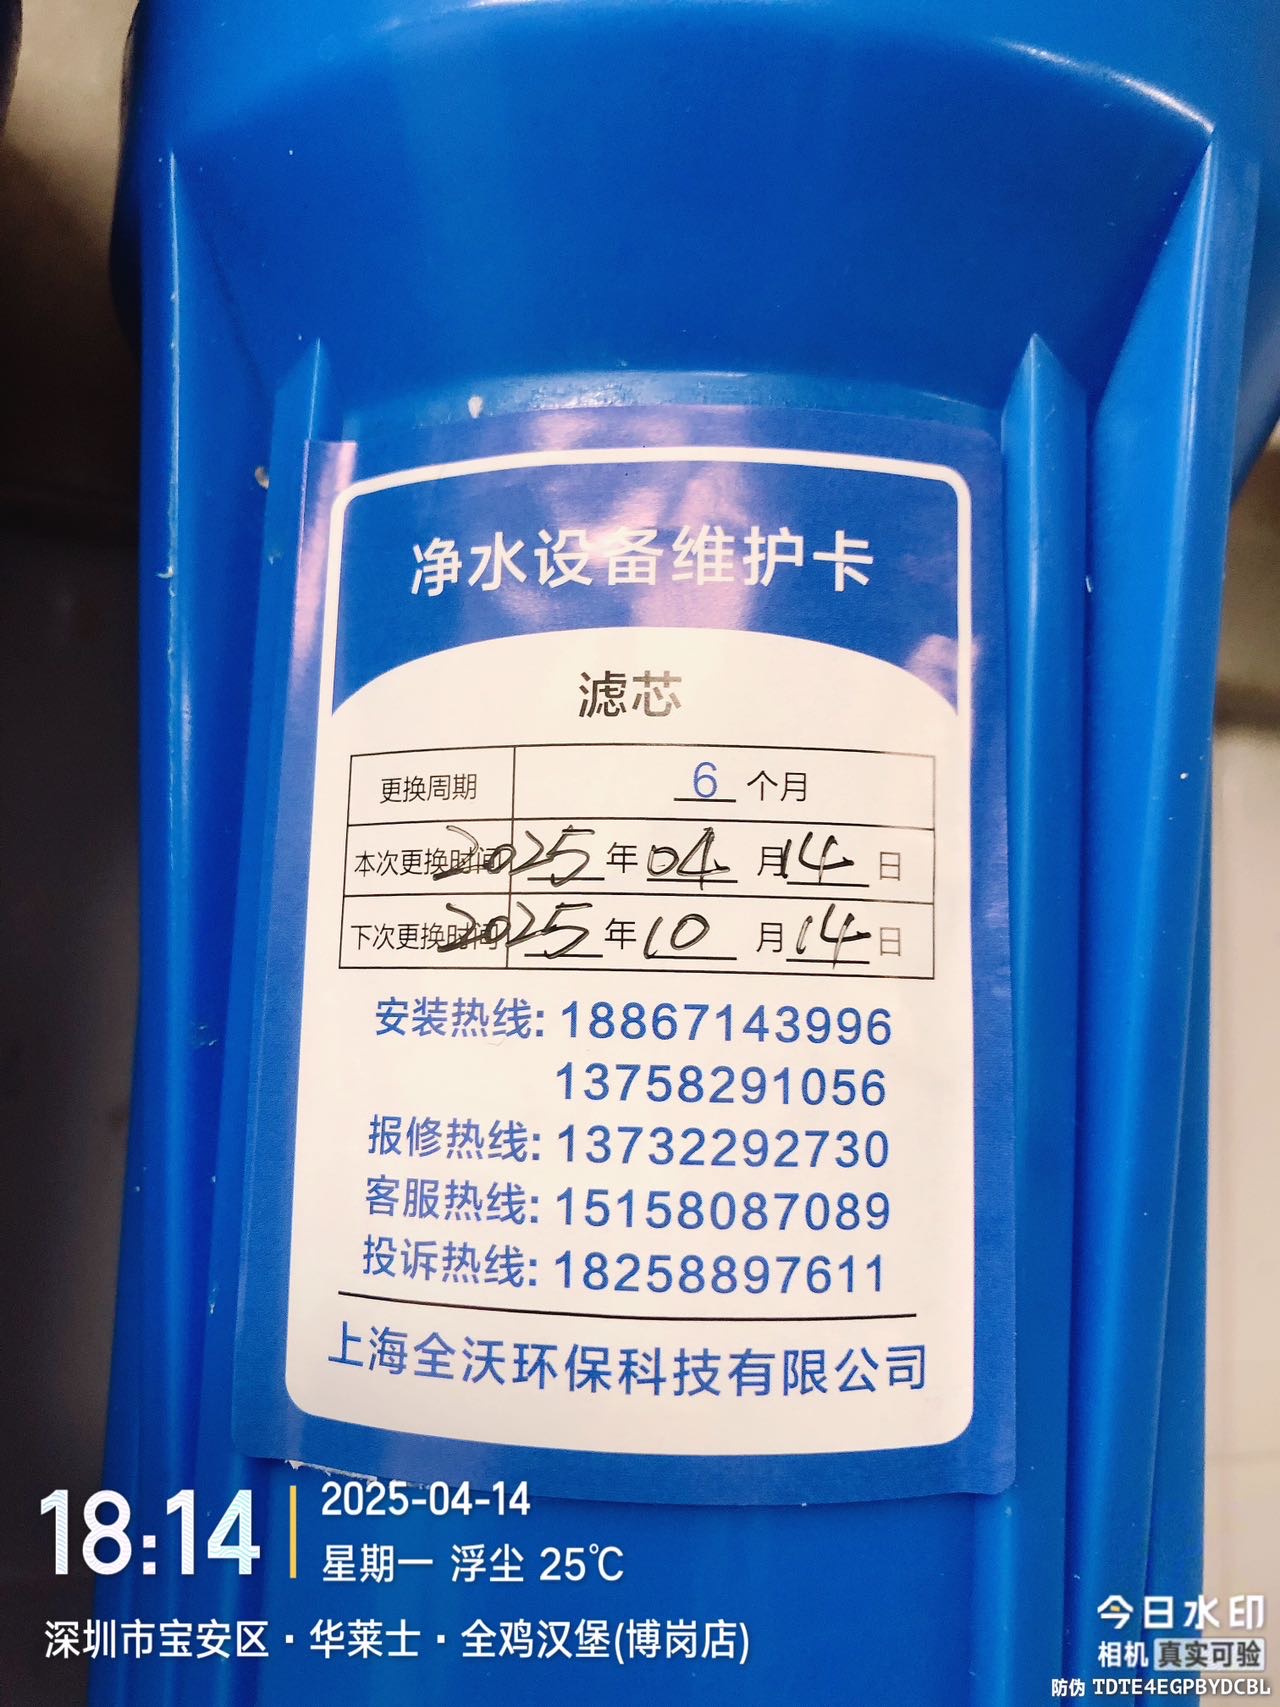 净水设备维护卡
滤芯
更换周期 6 个月
本次更换时间 2025 年 04 月 14 日
下次更换时间 2025 年 10 月 14 日
安装热线: 18867143996
13758291056
报修热线: 13732292730
客服热线: 15158087089
投诉热线: 18258897611
上海全沃环保科技有限公司
18:14
2025-04-14
星期一 浮尘 25℃
深圳市宝安区·华莱士·全鸡汉堡(博岗店)
今日水印
相机 真实可验
防伪 TDTE4EGPBYDCBL